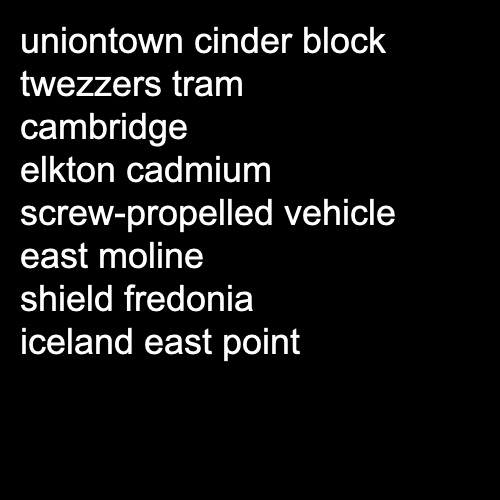 uniontown cinder block
twezzers tram
cambridge
elkton cadmium
screw-propelled vehicle
east moline
shield fredonia
iceland east point